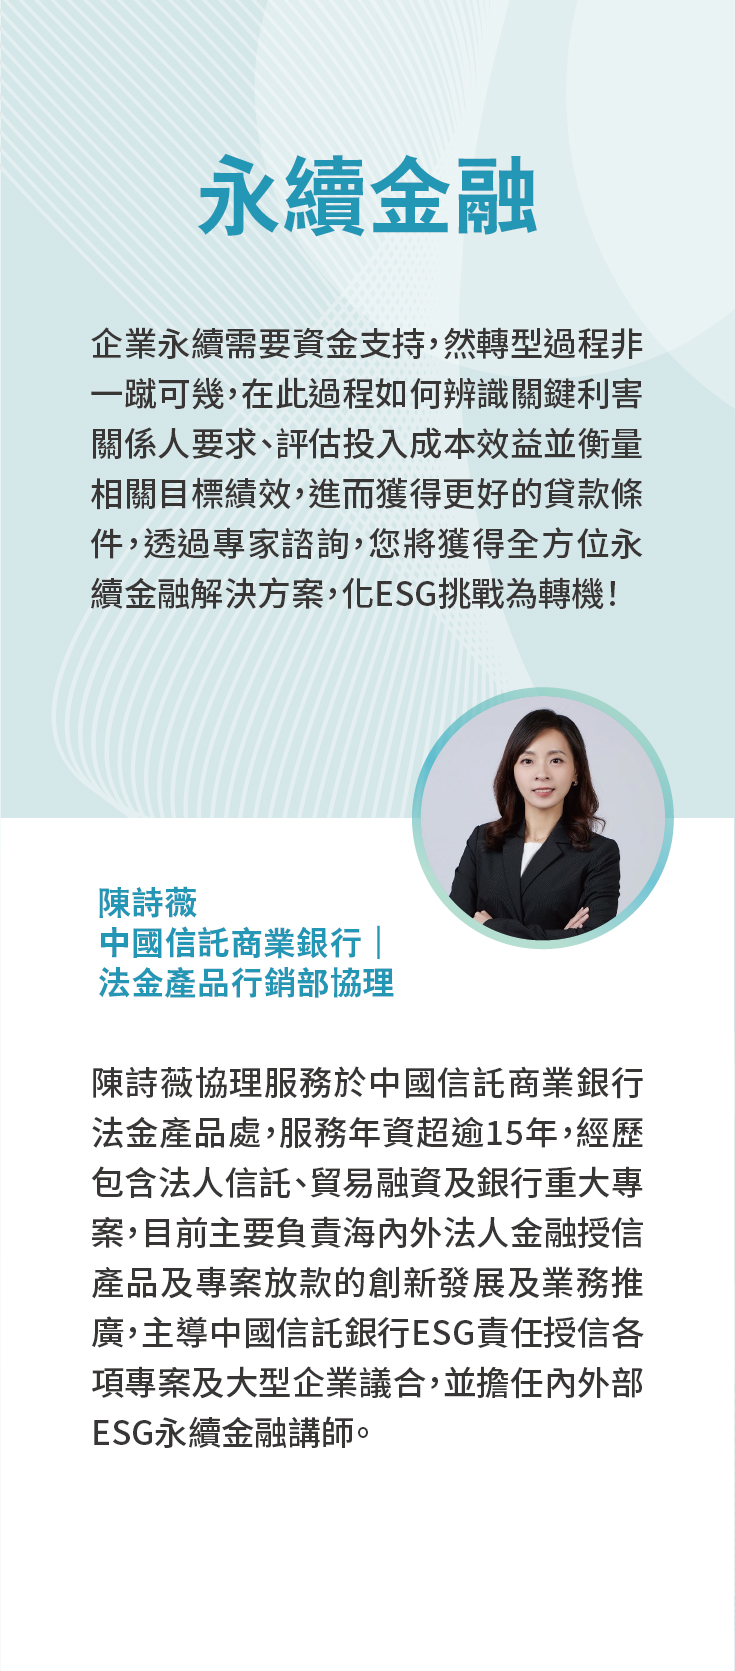 永續金融
企業永續需要資金支持，然轉型過程非
一蹴可幾，在此過程如何辨識關鍵利害
關係人要求、評估投入成本效益並衡量
相關目標績效，進而獲得更好的貸款條
件，透過專家諮詢，您將獲得全方位永
續金融解決方案，化ESG挑戰為轉機！
陳詩薇
中國信託商業銀行｜
法金產品行銷部協理
陳詩薇協理服務於中國信託商業銀行
法金產品處，服務年資超逾15年，經歷
包含法人信託、貿易融資及銀行重大專
案，目前主要負責海內外法人金融授信
產品及專案放款的創新發展及業務推
廣，主導中國信託銀行ESG責任授信各
項專案及大型企業議合，並擔任內外部
ESG永續金融講師。